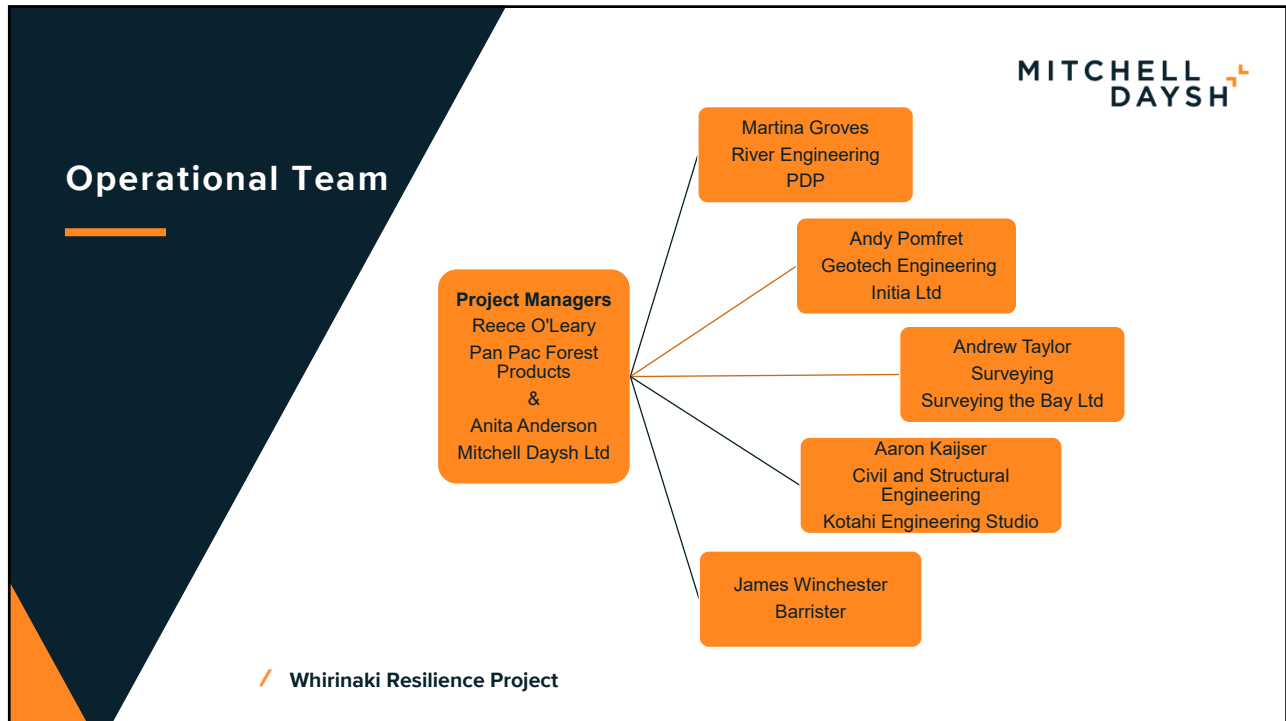 MITCHELL
DAYSH
Operational Team
Project Managers
Reece O'Leary
Pan Pac Forest
Products
&
Anita Anderson
Mitchell Daysh Ltd
Martina Groves
River Engineering
PDP
Andy Pomfret
Geotech Engineering
Initia Ltd
Andrew Taylor
Surveying
Surveying the Bay Ltd
Aaron Kaijser
Civil and Structural
Engineering
Kotahi Engineering Studio
James Winchester
Barrister
/ Whirinaki Resilience Project